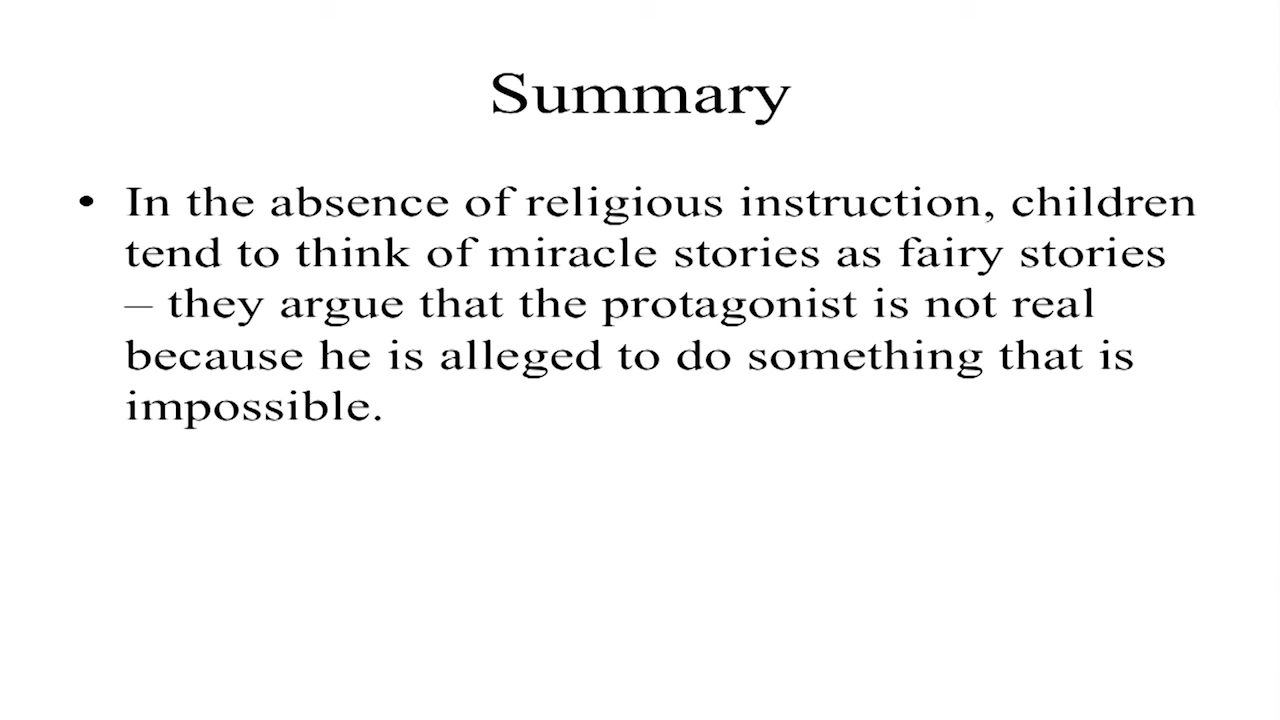 Summary
• In the absence of religious instruction, children
tend to think of miracle stories as fairy stories
– they argue that the protagonist is not real
because he is alleged to do something that is
impossible.